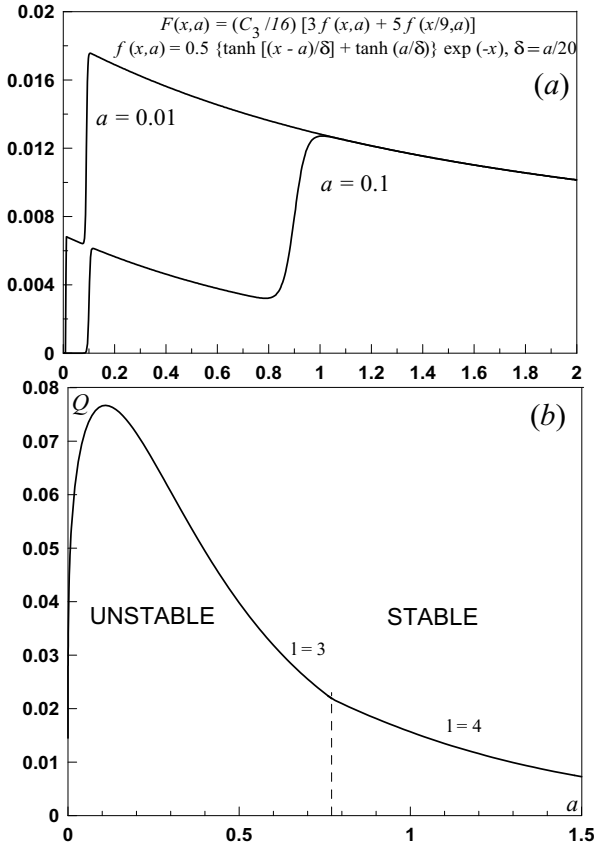 F(x,a) = (C₃ /16) [3 f (x,a) + 5 f (x/9,a)]
f (x,a) = 0.5 {tanh [(x - a)/δ] + tanh (a/δ)} exp (-x), δ = a/20
(a)
0.02
0.016
a = 0.01
0.012
a = 0.1
0.008
0.004
0
0 0.2 0.4 0.6 0.8 1 1.2 1.4 1.6 1.8 2
0.08
Q
(b)
0.07
0.06
0.05
0.04
UNSTABLE STABLE
0.03
l = 3
0.02
l = 4
0.01
a
0
0 0.5 1 1.5